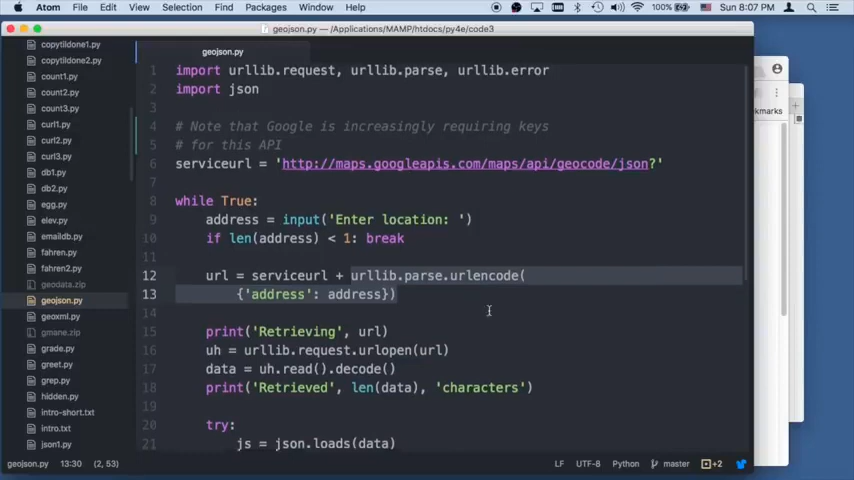 Atom File Edit View Selection Find Packages Window Help
100% Sun 8:07 PM
geojson.py — /Applications/MAMP/htdocs/py4e/code3
copytildone1.py
copytildone2.py
count1.py
count2.py
count3.py
curl1.py
curl2.py
curl3.py
db1.py
db2.py
egg.py
elev.py
emaildb.py
fahren.py
fahren2.py
geodata.zip
geojson.py
geoxml.py
gmane.zip
grade.py
greet.py
grep.py
hidden.py
intro-short.txt
intro.txt
json1.py
geojson.py
1 import urllib.request, urllib.parse, urllib.error
2 import json
3
4 # Note that Google is increasingly requiring keys
5 # for this API
6 serviceurl = 'http://maps.googleapis.com/maps/api/geocode/json?'
7
8 while True:
9 address = input('Enter location: ')
10 if len(address) < 1: break
11
12 url = serviceurl + urllib.parse.urlencode(
13 {'address': address})
14
15 print('Retrieving', url)
16 uh = urllib.request.urlopen(url)
17 data = uh.read().decode()
18 print('Retrieved', len(data), 'characters')
19
20 try:
21 js = json.loads(data)
geojson.py 13:30 (2, 53) LF UTF-8 Python master +2
kmarks